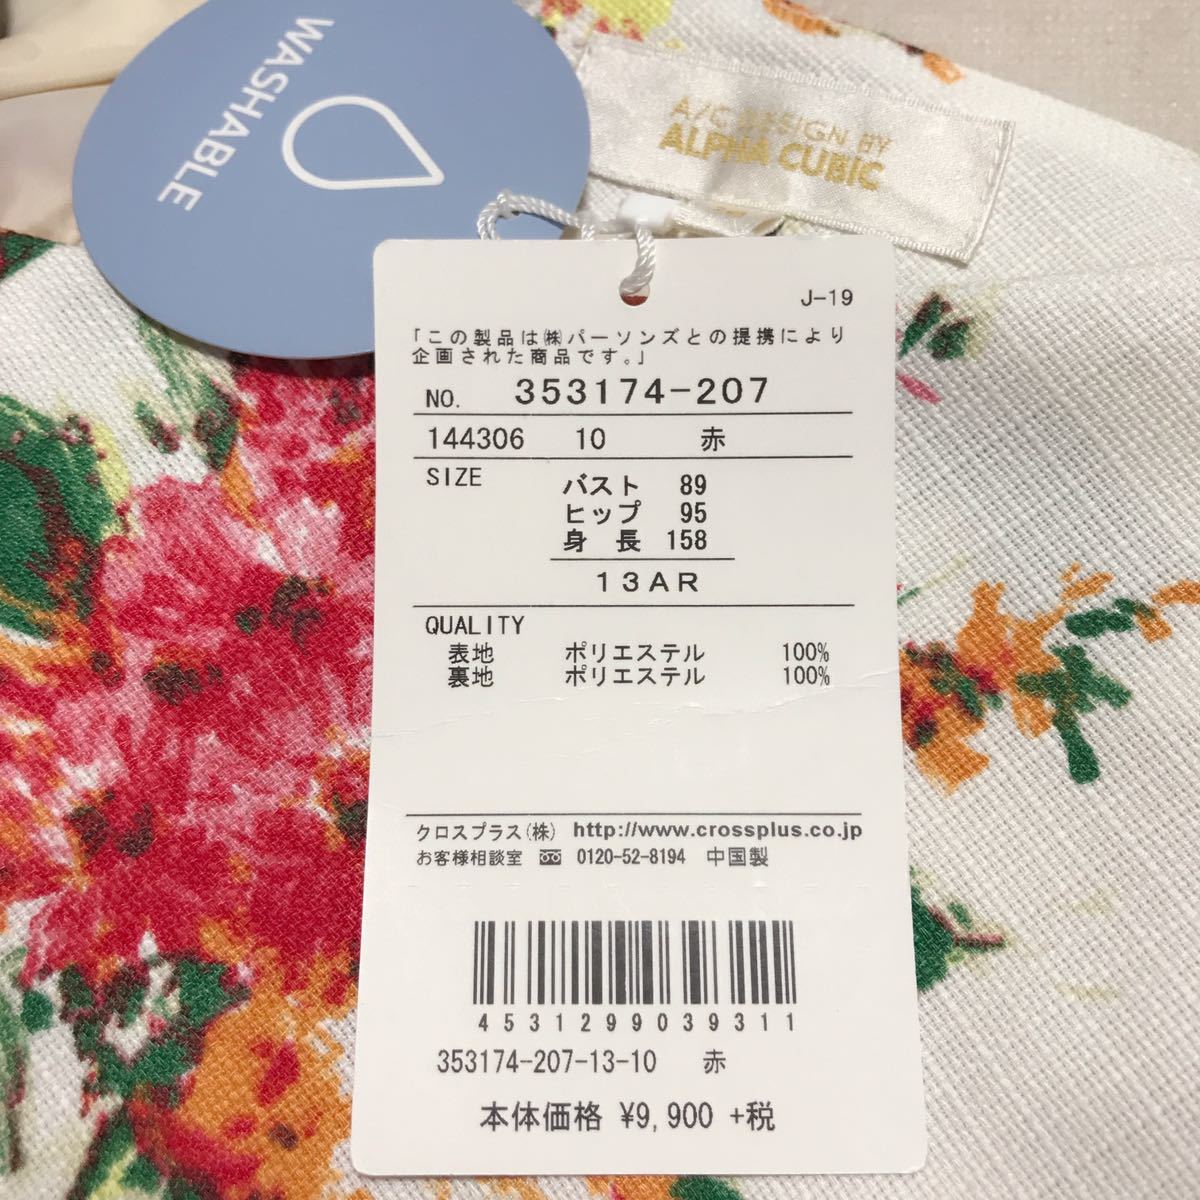 WASHABLE
A/C DESIGN BY
ALPHA CUBIC
J-19
「この製品は㈱パーソンズとの提携により
企画された商品です。」
NO. 353174-207
144306 10 赤
SIZE
バスト 89
ヒップ 95
身 長 158
13AR
QUALITY
表地 ポリエステル 100%
裏地 ポリエステル 100%
クロスプラス(株) http://www.crossplus.co.jp
お客様相談室 0120-52-8194 中国製
4531299039311
353174-207-13-10 赤
本体価格 ¥9,900 +税